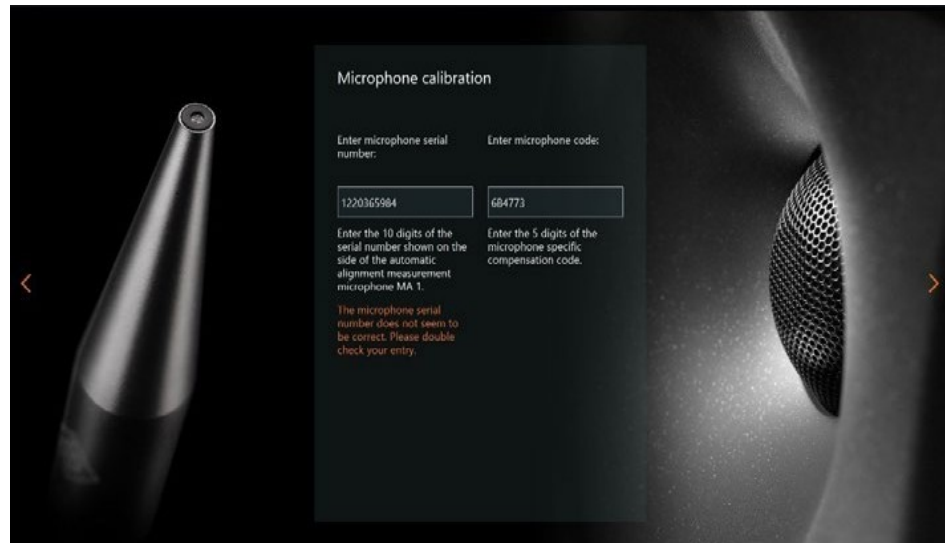 Microphone calibration
Enter microphone serial
number:
Enter microphone code:
1220365984
6B4773
Enter the 10 digits of the
serial number shown on the
side of the automatic
alignment measurement
microphone MA 1.
Enter the 5 digits of the
microphone specific
compensation code.
The microphone serial
number does not seem to
be correct. Please double
check your entry.